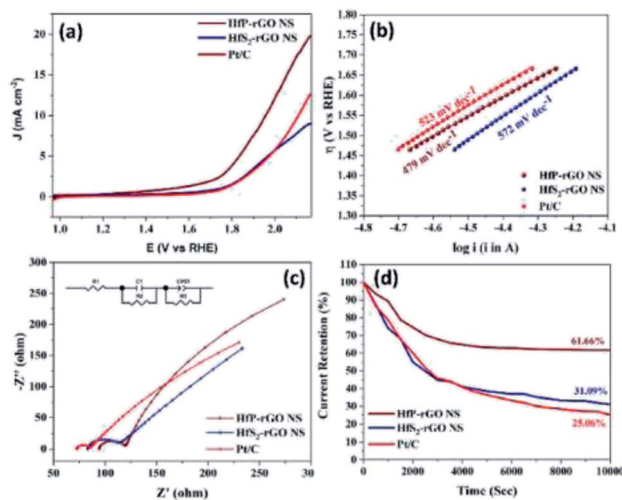 (a)
HfP-rGO NS
HfS₂-rGO NS
Pt/C
J (mA cm⁻²)
20
15
10
5
0
1.0 1.2 1.4 1.6 1.8 2.0
E (V vs RHE)
(b)
523 mV dec⁻¹
479 mV dec⁻¹
572 mV dec⁻¹
HfP-rGO NS
HfS₂-rGO NS
Pt/C
η (V vs RHE)
1.80
1.75
1.70
1.65
1.60
1.55
1.50
1.45
1.40
1.35
1.30
-4.8 -4.7 -4.6 -4.5 -4.4 -4.3 -4.2 -4.1
log i (i in A)
(c)
R1
C1
R2
R3
HfP-rGO NS
HfS₂-rGO NS
Pt/C
-Z'' (ohm)
300
250
200
150
100
50
0
50 100 150 200 250 300
Z' (ohm)
(d)
61.66%
31.09%
25.06%
HfP-rGO NS
HfS₂-rGO NS
Pt/C
Current Retention (%)
100
90
80
70
60
50
40
30
20
10
0
0 2000 4000 6000 8000 10000
Time (Sec)